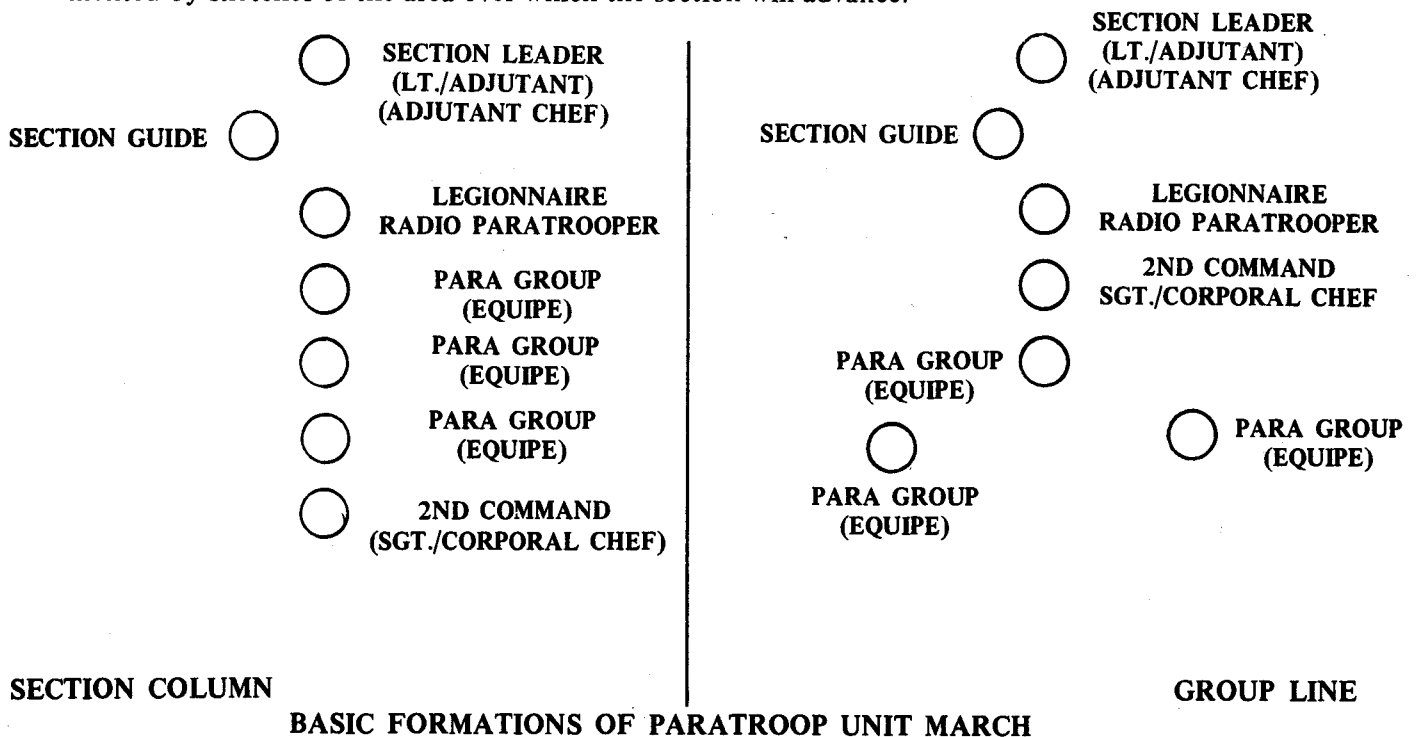 SECTION LEADER
(LT./ADJUTANT)
(ADJUTANT CHEF)
SECTION GUIDE
LEGIONNAIRE
RADIO PARATROOPER
PARA GROUP
(EQUIPE)
PARA GROUP
(EQUIPE)
PARA GROUP
(EQUIPE)
2ND COMMAND
(SGT./CORPORAL CHEF)
SECTION COLUMN
SECTION LEADER
(LT./ADJUTANT)
(ADJUTANT CHEF)
SECTION GUIDE
LEGIONNAIRE
RADIO PARATROOPER
2ND COMMAND
SGT./CORPORAL CHEF
PARA GROUP
(EQUIPE)
PARA GROUP
(EQUIPE)
PARA GROUP
(EQUIPE)
GROUP LINE
BASIC FORMATIONS OF PARATROOP UNIT MARCH